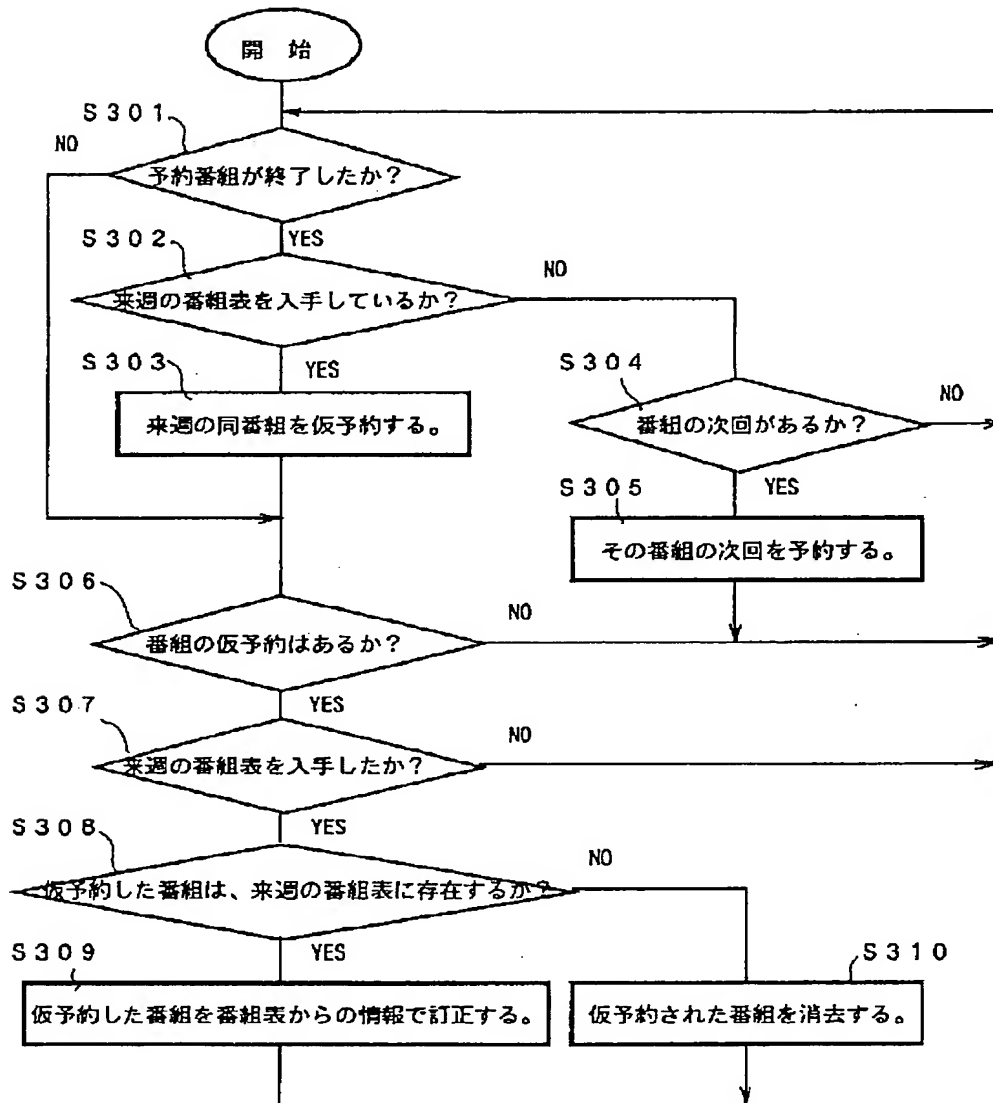 開 始
S301
NO
予約番組が終了したか?
YES
S302
NO
来週の番組表を入手しているか?
YES
S303
来週の同番組を仮予約する。
S304
NO
番組の次回があるか?
YES
S305
その番組の次回を予約する。
S306
NO
番組の仮予約はあるか?
YES
S307
NO
来週の番組表を入手したか?
YES
S308
NO
仮予約した番組は、来週の番組表に存在するか?
YES
S309
仮予約した番組を番組表からの情報で訂正する。
S310
仮予約された番組を消去する。